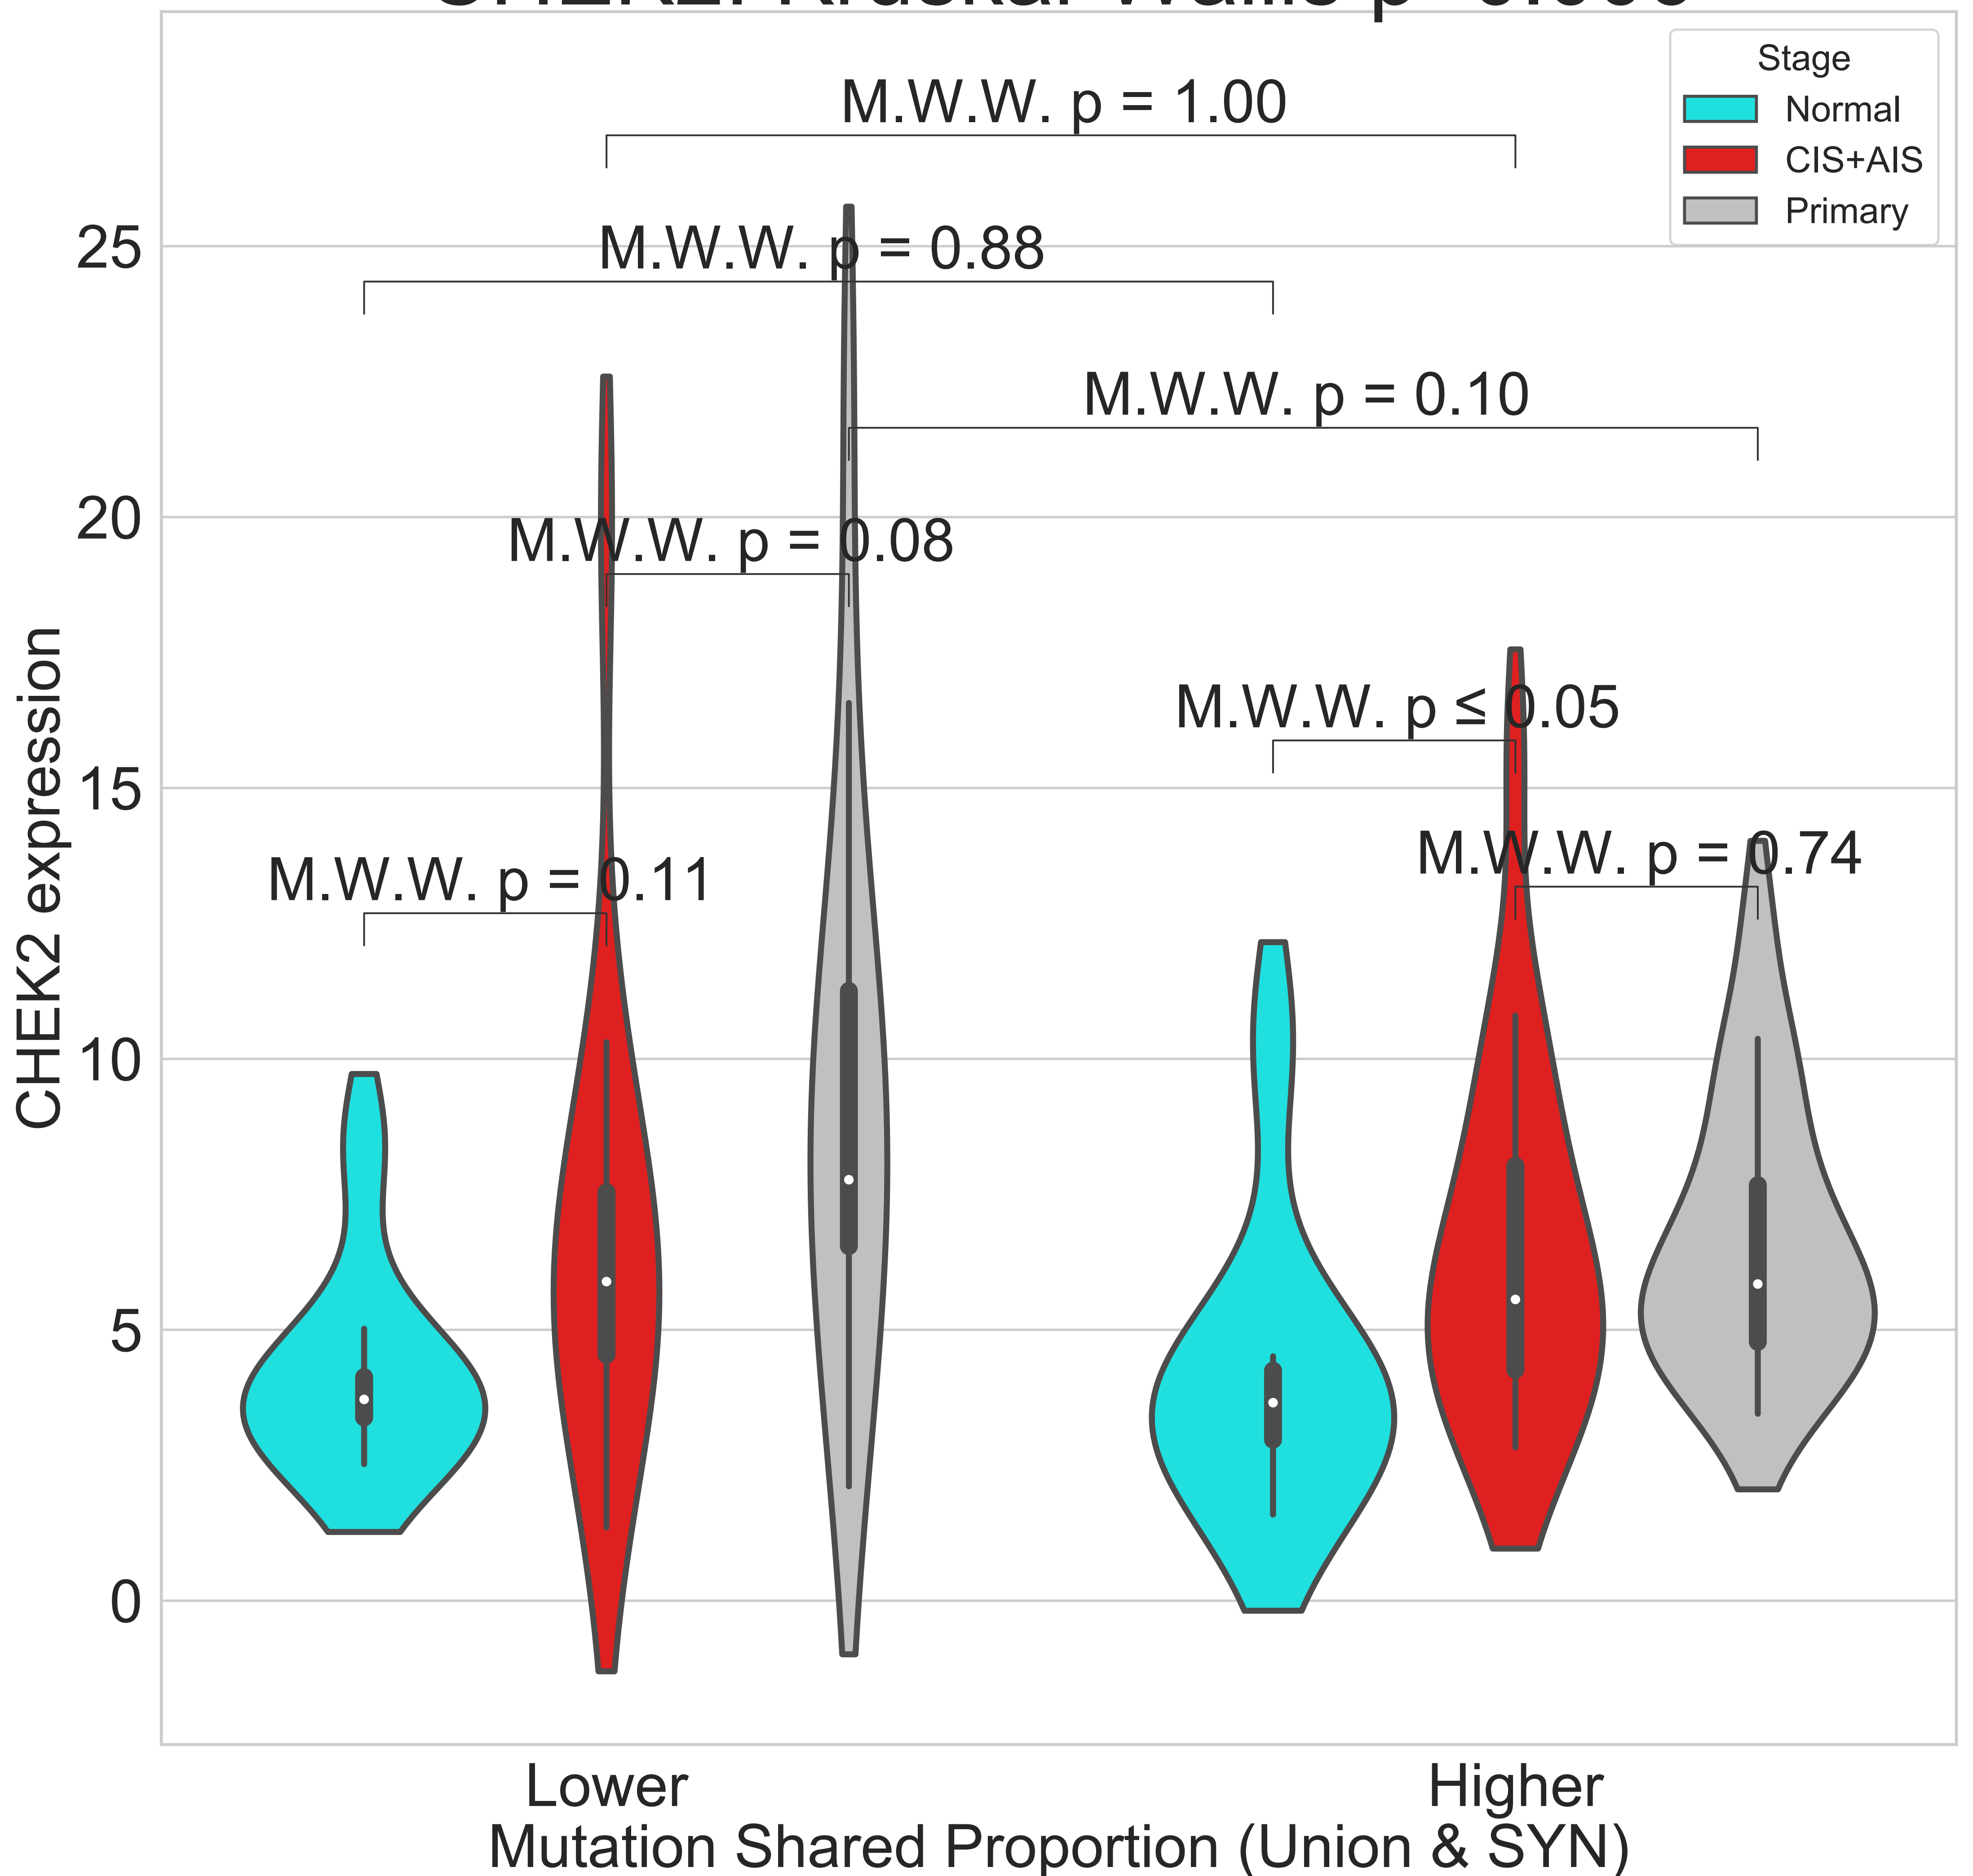 Stage
Normal
CIS+AIS
Primary
M.W.W. p = 1.00
M.W.W. p = 0.88
M.W.W. p = 0.10
M.W.W. p = 0.08
M.W.W. p ≤ 0.05
M.W.W. p = 0.74
M.W.W. p = 0.11
25
20
15
10
5
0
CHEK2 expression
Lower
Higher
Mutation Shared Proportion (Union & SYN)